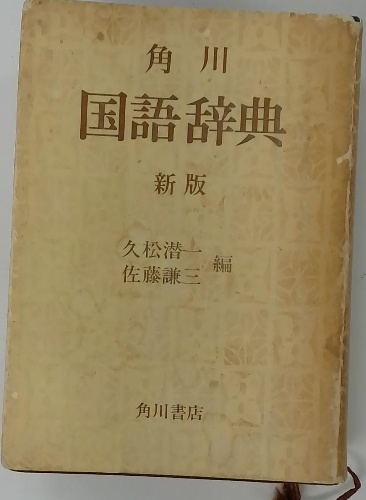 角川
国語辞典
新版
久松潜一
佐藤謙三
編
角川書店